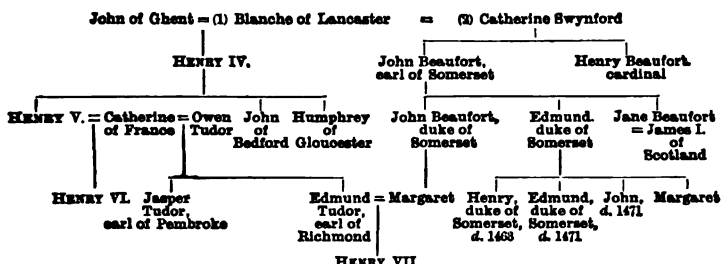 John of Ghent = (1) Blanche of Lancaster = (2) Catherine Swynford
HENRY IV. John Beaufort, Henry Beaufort
earl of Somerset cardinal
HENRY V. = Catherine = Owen John Humphrey John Beaufort, Edmund. Jane Beaufort
of France Tudor of of duke of duke of = James I.
Bedford Gloucester Somerset Somerset of
Scotland
HENRY VI. Jasper Edmund = Margaret Henry, Edmund, John, Margaret
Tudor, Tudor, duke of duke of d. 1471
earl of Pembroke earl of Somerset, Somerset,
Richmond d. 1463 d. 1471
HENRY VII